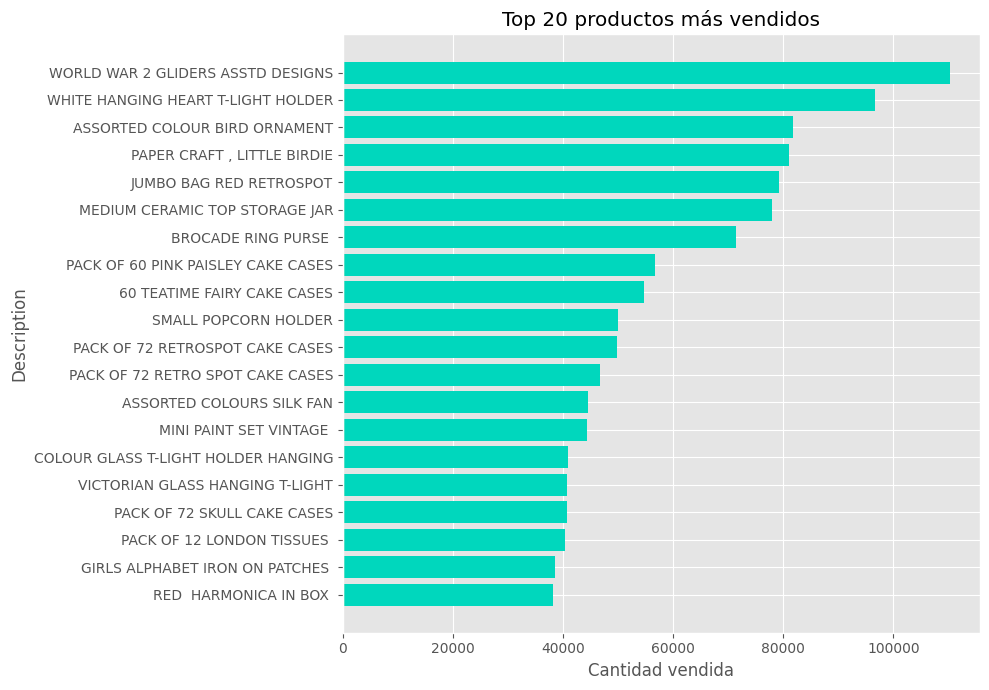 Top 20 productos más vendidos
WORLD WAR 2 GLIDERS ASSTD DESIGNS
WHITE HANGING HEART T-LIGHT HOLDER
ASSORTED COLOUR BIRD ORNAMENT
PAPER CRAFT , LITTLE BIRDIE
JUMBO BAG RED RETROSPOT
MEDIUM CERAMIC TOP STORAGE JAR
BROCADE RING PURSE
PACK OF 60 PINK PAISLEY CAKE CASES
60 TEATIME FAIRY CAKE CASES
SMALL POPCORN HOLDER
PACK OF 72 RETROSPOT CAKE CASES
PACK OF 72 RETRO SPOT CAKE CASES
ASSORTED COLOURS SILK FAN
MINI PAINT SET VINTAGE
COLOUR GLASS T-LIGHT HOLDER HANGING
VICTORIAN GLASS HANGING T-LIGHT
PACK OF 72 SKULL CAKE CASES
PACK OF 12 LONDON TISSUES
GIRLS ALPHABET IRON ON PATCHES
RED  HARMONICA IN BOX
Description
0 20000 40000 60000 80000 100000
Cantidad vendida